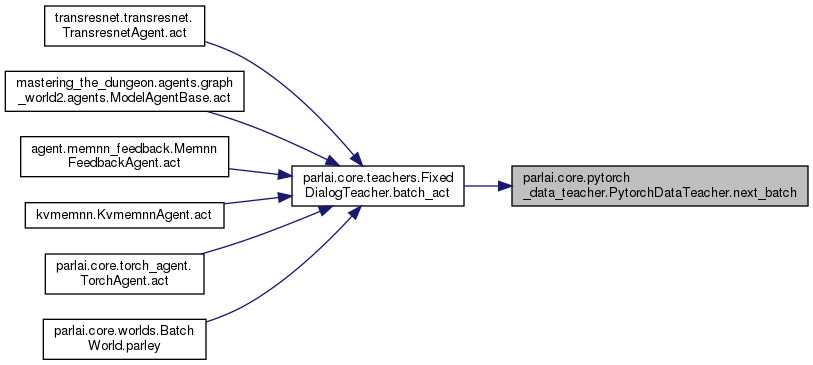 transresnet.transresnet.
TransresnetAgent.act
mastering_the_dungeon.agents.graph
_world2.agents.ModelAgentBase.act
agent.memnn_feedback.Memnn
FeedbackAgent.act
kvmemnn.KvmemnnAgent.act
parlai.core.torch_agent.
TorchAgent.act
parlai.core.worlds.Batch
World.parley
parlai.core.teachers.Fixed
DialogTeacher.batch_act
parlai.core.pytorch
_data_teacher.PytorchDataTeacher.next_batch